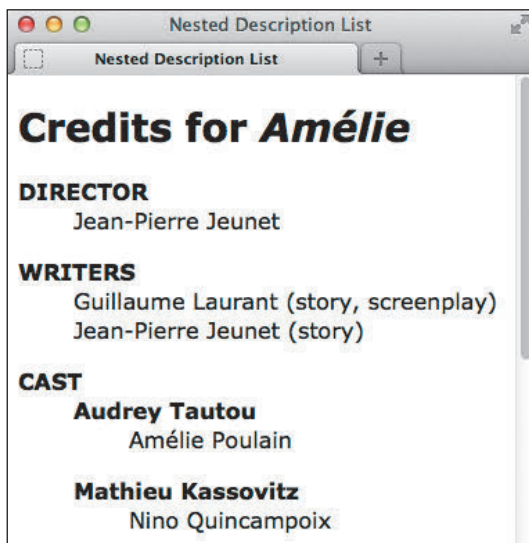 Nested Description List
Nested Description List
Credits for Amélie
DIRECTOR
Jean-Pierre Jeunet
WRITERS
Guillaume Laurant (story, screenplay)
Jean-Pierre Jeunet (story)
CAST
Audrey Tautou
Amélie Poulain
Mathieu Kassovitz
Nino Quincampoix